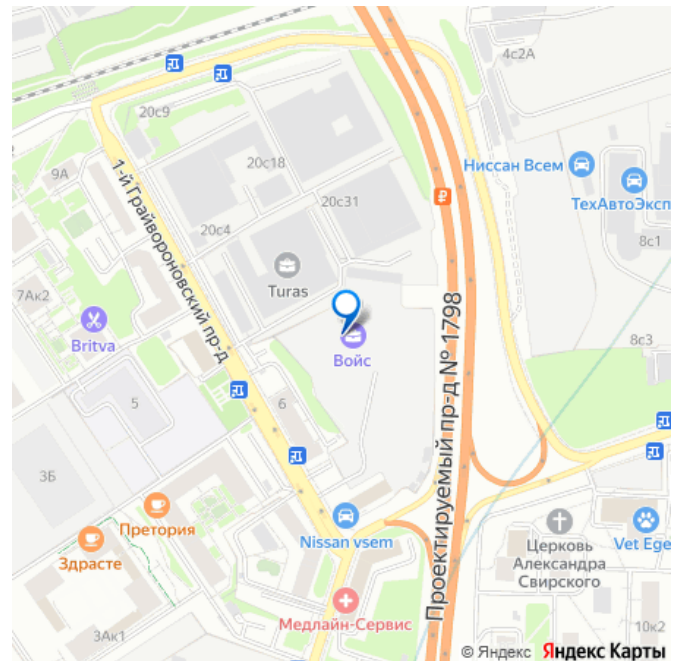 4с2А
20с9
Ниссан Всем
9А
20с18
ТехАвтоЭксп
20с31
20с4
8с1
1-й Грайвороновский пр-д
Turas
7Ак2
Britva
Войс
8с3
Проектируемый пр-д № 1798
5
6
3Б
Претория
Nissan vsem
Здрасте
Церковь
Александра
Свирского
Vet Ege
Медлайн-Сервис
10к2
3Ак1
© Яндекс Яндекс Карты